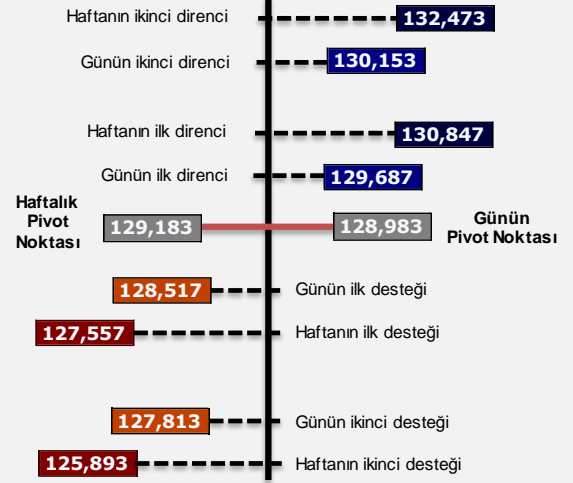 Haftanın ikinci direnci 132,473
Günün ikinci direnci 130,153
Haftanın ilk direnci 130,847
Günün ilk direnci 129,687
Haftalık
Pivot
Noktası
129,183 128,983
Günün
Pivot Noktası
128,517 Günün ilk desteği
127,557 Haftanın ilk desteği
127,813 Günün ikinci desteği
125,893 Haftanın ikinci desteği